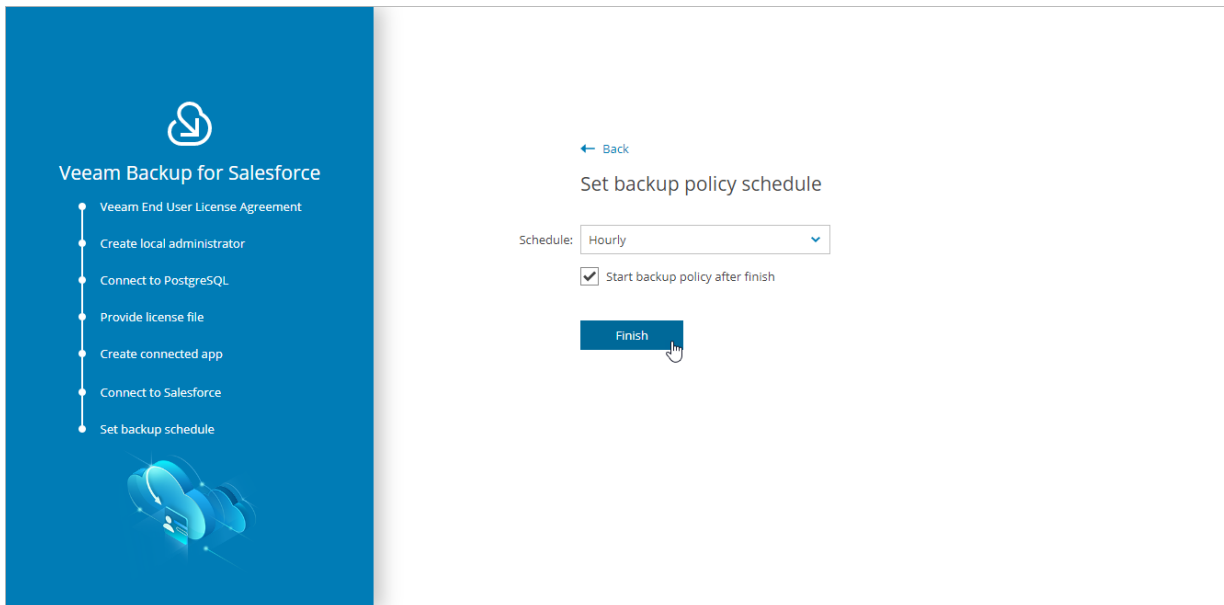 Veeam Backup for Salesforce
Veeam End User License Agreement
Create local administrator
Connect to PostgreSQL
Provide license file
Create connected app
Connect to Salesforce
Set backup schedule
Back
Set backup policy schedule
Schedule: Hourly
Start backup policy after finish
Finish